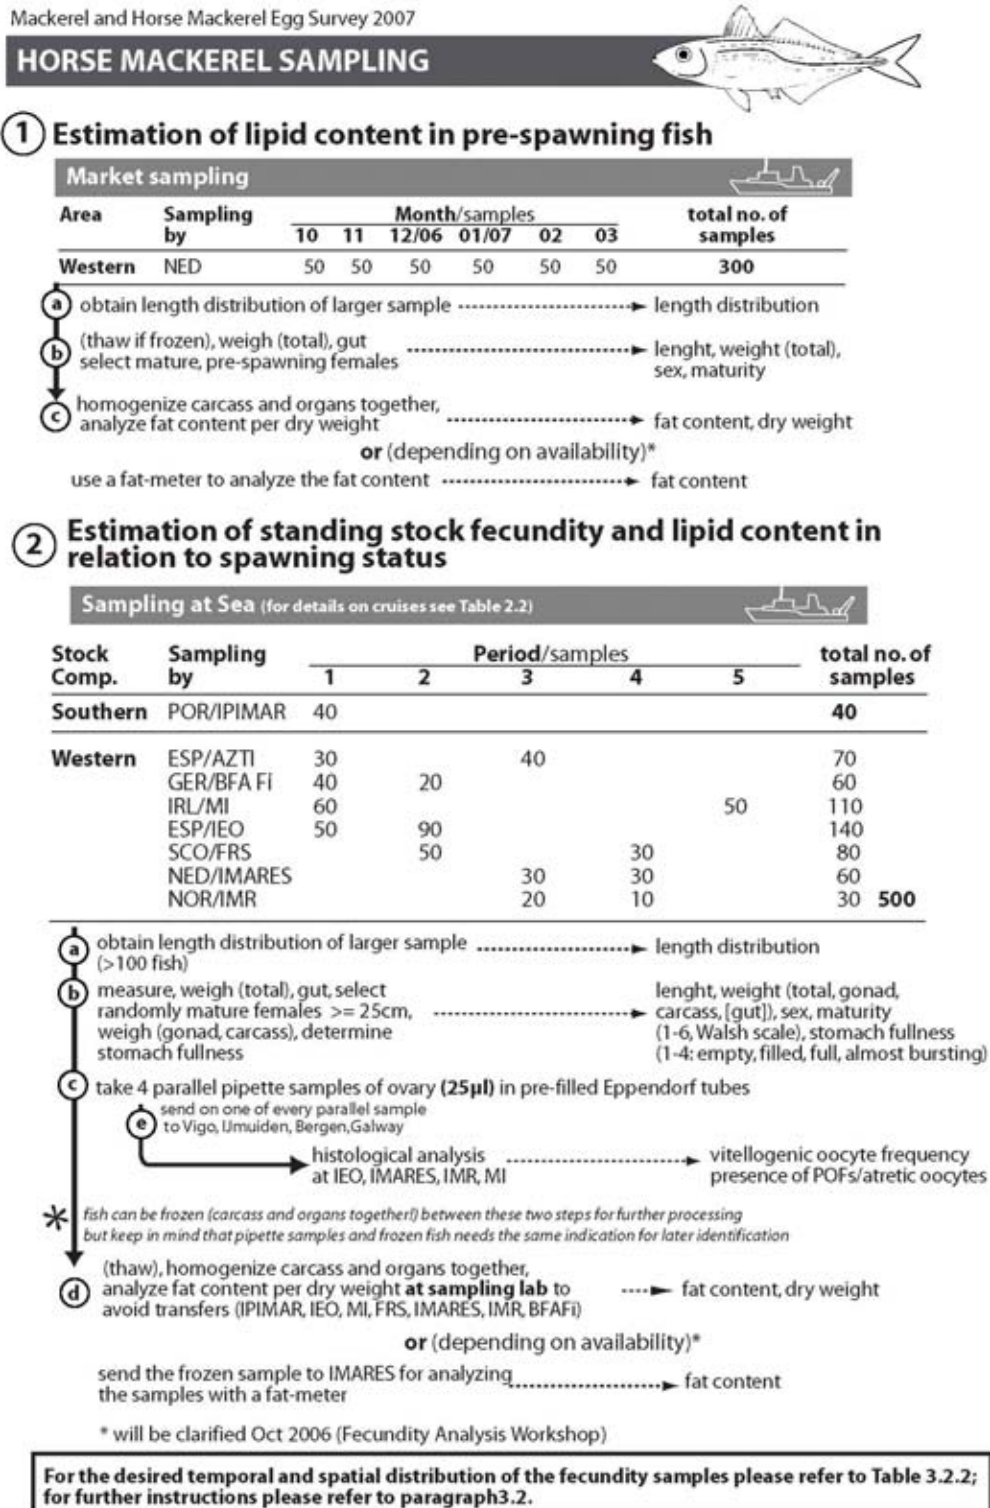 Mackerel and Horse Mackerel Egg Survey 2007
HORSE MACKEREL SAMPLING
1 Estimation of lipid content in pre-spawning fish
Market sampling
Area Sampling by Month/samples total no. of samples
10 11 12/06 01/07 02 03
Western NED 50 50 50 50 50 50 300
a obtain length distribution of larger sample length distribution
b (thaw if frozen), weigh (total), gut lenght, weight (total),
select mature, pre-spawning females sex, maturity
c homogenize carcass and organs together,
analyze fat content per dry weight fat content, dry weight
or (depending on availability)*
use a fat-meter to analyze the fat content fat content
2 Estimation of standing stock fecundity and lipid content in
relation to spawning status
Sampling at Sea (for details on cruises see Table 2.2)
Stock Sampling Period/samples total no. of
Comp. by 1 2 3 4 5 samples
Southern POR/IPIMAR 40 40
Western ESP/AZTI 30 40 70
GER/BFA Fi 40 20 60
IRL/MI 60 50 110
ESP/IEO 50 90 140
SCO/FRS 50 30 80
NED/IMARES 30 30 60
NOR/IMR 20 10 30 500
a obtain length distribution of larger sample length distribution
(>100 fish)
b measure, weigh (total), gut, select lenght, weight (total, gonad,
randomly mature females >= 25cm, carcass, [gut]), sex, maturity
weigh (gonad, carcass), determine (1-6, Walsh scale), stomach fullness
stomach fullness (1-4: empty, filled, full, almost bursting)
c take 4 parallel pipette samples of ovary (25µl) in pre-filled Eppendorf tubes
e send on one of every parallel sample
to Vigo, IJmuiden, Bergen,Galway
histological analysis vitellogenic oocyte frequency
at IEO, IMARES, IMR, MI presence of POFs/atretic oocytes
* fish can be frozen (carcass and organs together!) between these two steps for further processing
but keep in mind that pipette samples and frozen fish needs the same indication for later identification
(thaw), homogenize carcass and organs together,
d analyze fat content per dry weight at sampling lab to fat content, dry weight
avoid transfers (IPIMAR, IEO, MI, FRS, IMARES, IMR, BFAFi)
or (depending on availability)*
send the frozen sample to IMARES for analyzing fat content
the samples with a fat-meter
* will be clarified Oct 2006 (Fecundity Analysis Workshop)
For the desired temporal and spatial distribution of the fecundity samples please refer to Table 3.2.2;
for further instructions please refer to paragraph3.2.